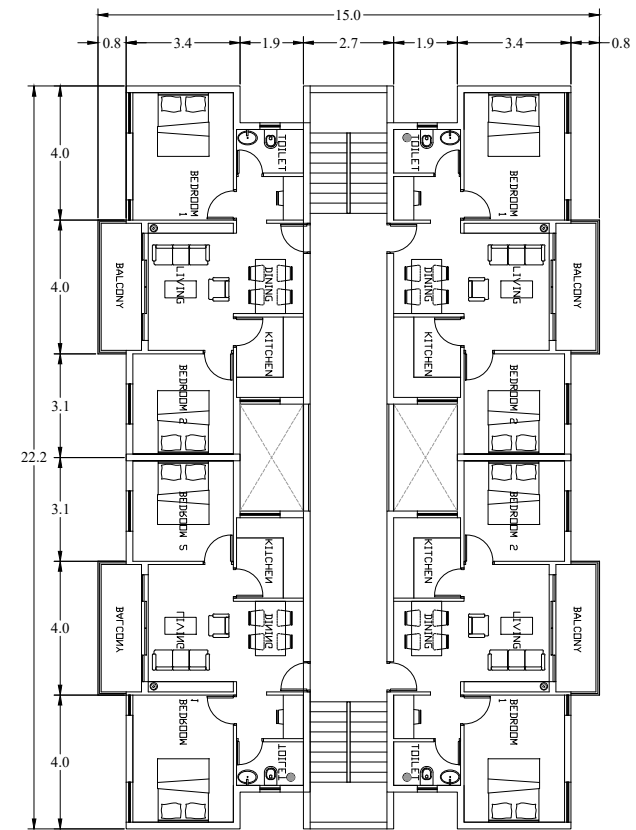 15.0
0.8 3.4 1.9 2.7 1.9 3.4 0.8
4.0
4.0
3.1
22.2
3.1
4.0
4.0
TOILET
TOILET
BEDROOM 1
BEDROOM 1
BALCONY
LIVING
DINING
DINING
LIVING
BALCONY
KITCHEN
KITCHEN
BEDROOM 2
BEDROOM 2
BEDROOM 2
BEDROOM 2
KITCHEN
KITCHEN
BALCONY
LIVING
DINING
DINING
LIVING
BALCONY
BEDROOM 1
BEDROOM 1
TOILET
TOILET